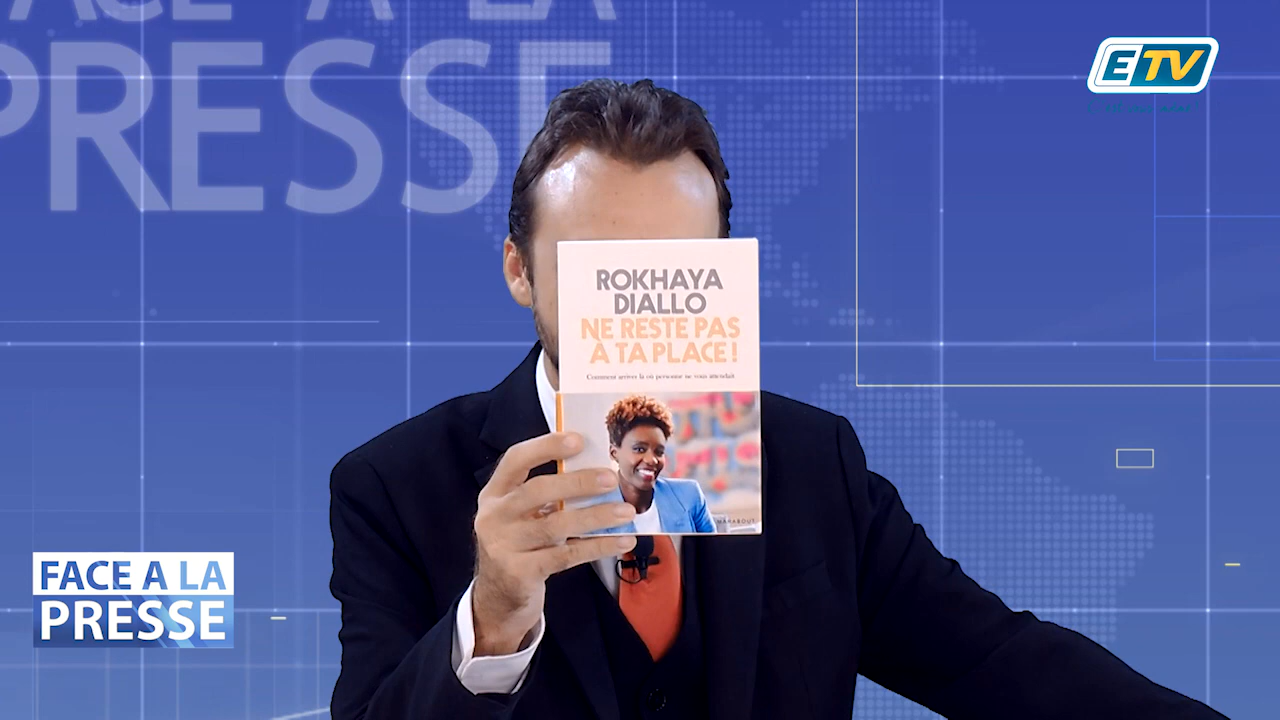 FACE A LA
PRESSE
ETV
ROKHAYA
DIALLO
NE RESTE PAS
À TA PLACE !
Comment arriver là où personne ne vous attendait
MARABOUT
FACE A LA
PRESSE